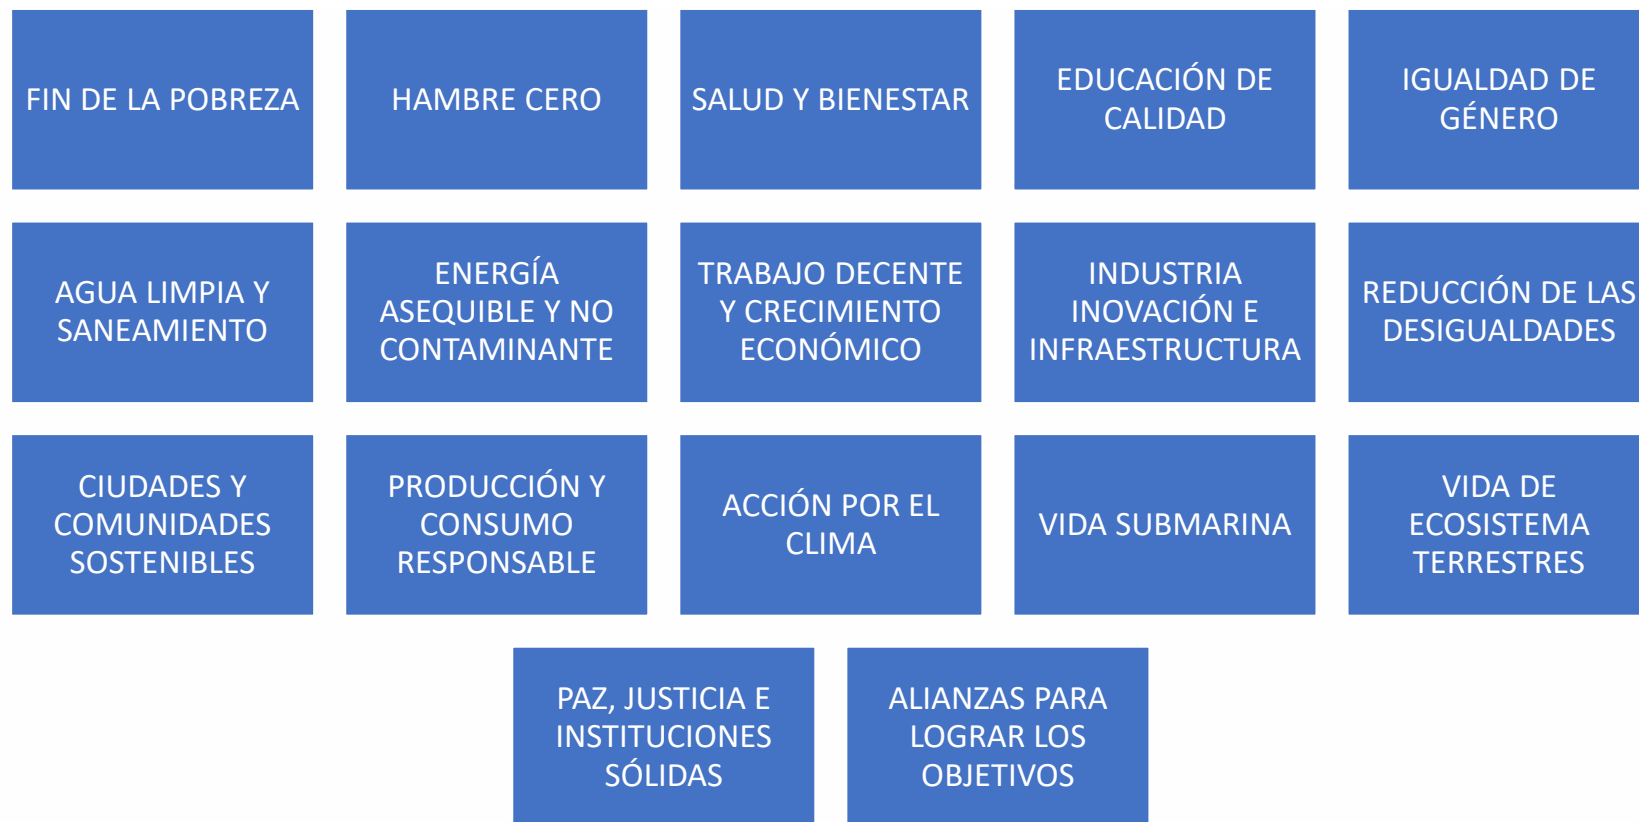 FIN DE LA POBREZA
HAMBRE CERO
SALUD Y BIENESTAR
EDUCACIÓN DE
CALIDAD
IGUALDAD DE
GÉNERO
AGUA LIMPIA Y
SANEAMIENTO
ENERGÍA
ASEQUIBLE Y NO
CONTAMINANTE
TRABAJO DECENTE
Y CRECIMIENTO
ECONÓMICO
INDUSTRIA
INOVACIÓN E
INFRAESTRUCTURA
REDUCCIÓN DE LAS
DESIGUALDADES
CIUDADES Y
COMUNIDADES
SOSTENIBLES
PRODUCCIÓN Y
CONSUMO
RESPONSABLE
ACCIÓN POR EL
CLIMA
VIDA SUBMARINA
VIDA DE
ECOSISTEMA
TERRESTRES
PAZ, JUSTICIA E
INSTITUCIONES
SÓLIDAS
ALIANZAS PARA
LOGRAR LOS
OBJETIVOS